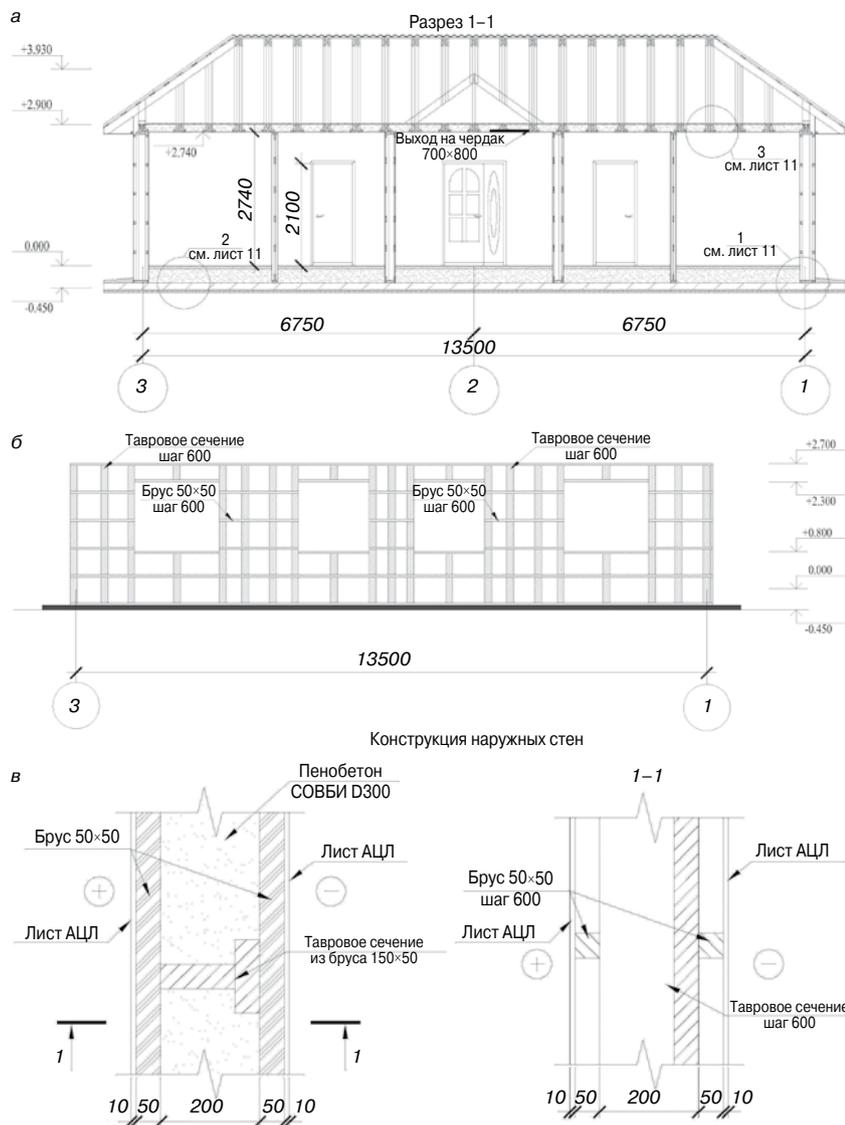 а
Разрез 1–1
+3.930
+2.900
+2.740
Выход на чердак
700×800
3
см. лист 11
2740
2100
0.000
2
см. лист 11
1
см. лист 11
-0.450
6750
6750
13500
3
2
1
б
Тавровое сечение
шаг 600
Тавровое сечение
шаг 600
Брус 50×50
шаг 600
Брус 50×50
шаг 600
+2.700
+2.300
+0.800
0.000
-0.450
13500
3
1
Конструкция наружных стен
в
Пенобетон
СОВБИ D300
Брус 50×50
Лист АЦЛ
+
−
Лист АЦЛ
Тавровое сечение
из бруса 150×50
1
1
10 50 200 50 10
1–1
Лист АЦЛ
Брус 50×50
шаг 600
Лист АЦЛ
+
−
Тавровое сечение
шаг 600
10 50 200 50 10